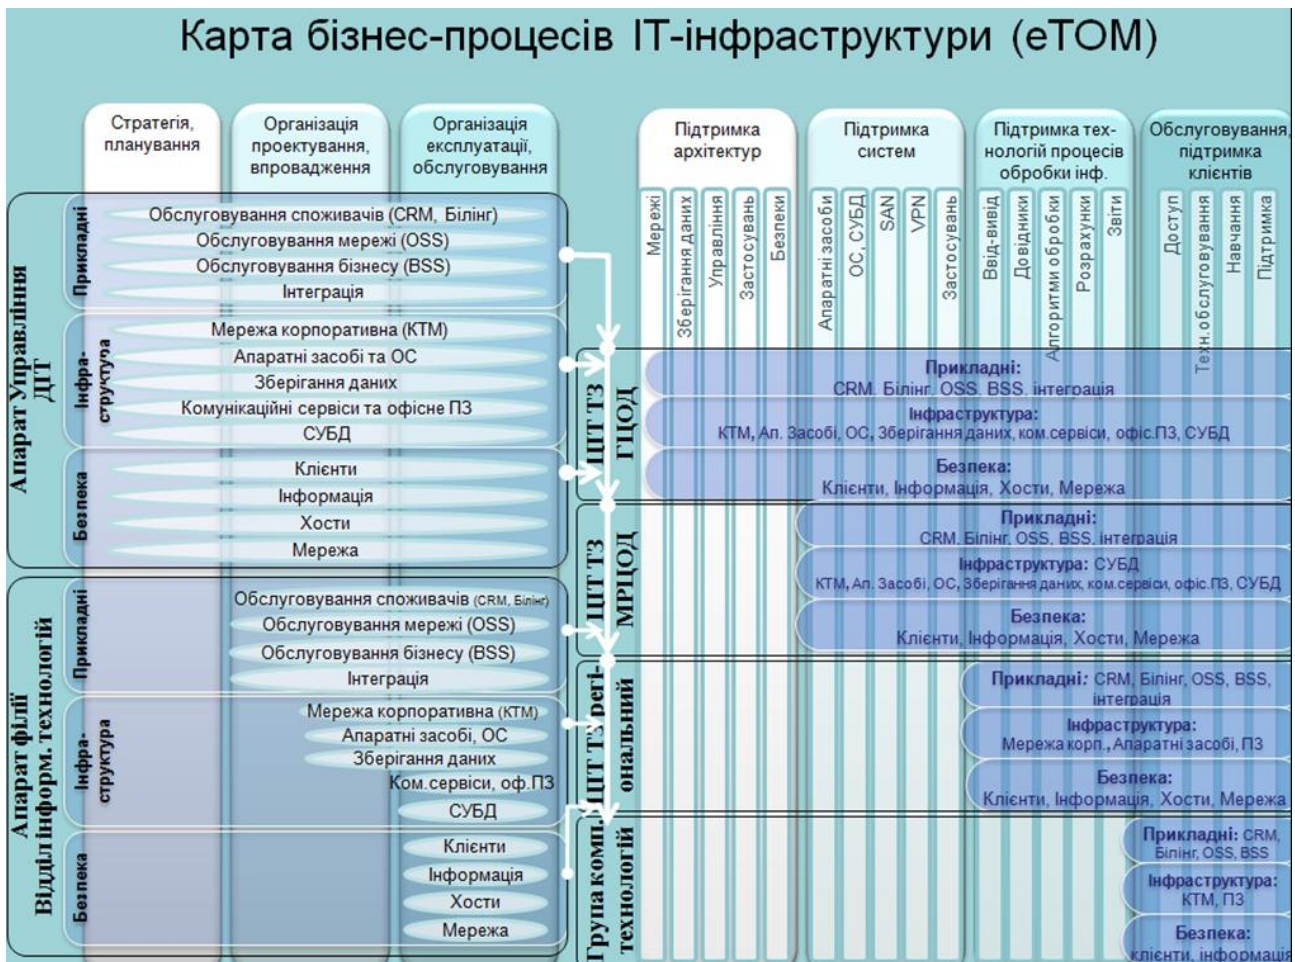 Карта бізнес-процесів ІТ-інфраструктури (eTOM)
Стратегія,
планування
Організація
проектування,
впровадження
Організація
експлуатації,
обслуговування
Апарат Управління
ДІТ
Прикладні
Обслуговування споживачів (CRM, Білінг)
Обслуговування мережі (OSS)
Обслуговування бізнесу (BSS)
Інтеграція
Інфра-
структура
Мережа корпоративна (КТМ)
Апаратні засобі та ОС
Зберігання даних
Комунікаційні сервіси та офісне ПЗ
СУБД
Безпека
Клієнти
Інформація
Хости
Мережа
Апарат філії
Відділ інформ. технологій
Прикладні
Обслуговування споживачів (CRM, Білінг)
Обслуговування мережі (OSS)
Обслуговування бізнесу (BSS)
Інтеграція
Інфра-
структура
Мережа корпоративна (КТМ)
Апаратні засобі, ОС
Зберігання даних
Ком.сервіси, оф.ПЗ
СУБД
Безпека
Клієнти
Інформація
Хости
Мережа
Підтримка
архітектур
Мережі
Зберігання даних
Управління
Застосувань
Безпеки
Підтримка
систем
Апаратні засоби
ОС, СУБД
SAN
VPN
Застосувань
Підтримка тех-
нологій процесів
обробки інф.
Ввід-вивід
Довідники
Алгоритми обробки
Розрахунки
Звіти
Обслуговування,
підтримка
клієнтів
Доступ
Техн.обслуговування
Навчання
Підтримка
ЦПТ ТЗ
ГЦОД
Прикладні:
CRM, Білінг, OSS, BSS, інтеграція
Інфраструктура:
КТМ, Ап. Засобі, ОС, Зберігання даних, ком.сервіси, офіс.ПЗ, СУБД
Безпека:
Клієнти, Інформація, Хости, Мережа
ЦПТ ТЗ
МРЦОД
Прикладні:
CRM, Білінг, OSS, BSS, інтеграція
Інфраструктура: СУБД
КТМ, Ап. Засобі, ОС, Зберігання даних, ком.сервіси, офіс.ПЗ, СУБД
Безпека:
Клієнти, Інформація, Хости, Мережа
ЦПТ ТЗ регі-
ональний
Прикладні: CRM, Білінг, OSS, BSS,
інтеграція
Інфраструктура:
Мережа корп., Апаратні засобі, ПЗ
Безпека:
Клієнти, Інформація, Хости, Мережа
Група комп.
технологій
Прикладні: CRM,
Білінг, OSS, BSS
Інфраструктура:
КТМ, ПЗ
Безпека:
клієнти, інформація